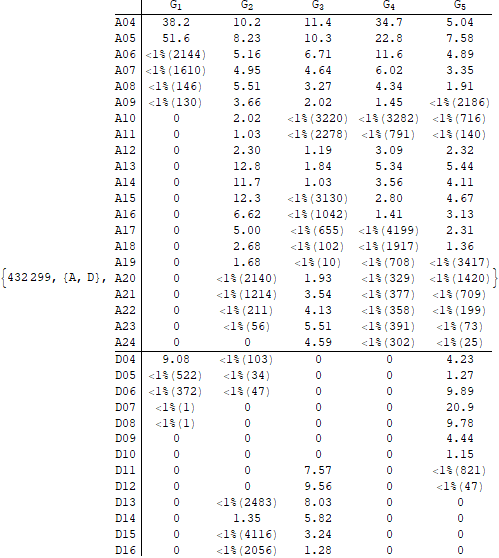 G1 G2 G3 G4 G5
A04 38.2 10.2 11.4 34.7 5.04
A05 51.6 8.23 10.3 22.8 7.58
A06 <1%(2144) 5.16 6.71 11.6 4.89
A07 <1%(1610) 4.95 4.64 6.02 3.35
A08 <1%(146) 5.51 3.27 4.34 1.91
A09 <1%(130) 3.66 2.02 1.45 <1%(2186)
A10 0 2.02 <1%(3220) <1%(3282) <1%(716)
A11 0 1.03 <1%(2278) <1%(791) <1%(140)
A12 0 2.30 1.19 3.09 2.32
A13 0 12.8 1.84 5.34 5.44
A14 0 11.7 1.03 3.56 4.11
A15 0 12.3 <1%(3130) 2.80 4.67
A16 0 6.62 <1%(1042) 1.41 3.13
A17 0 5.00 <1%(655) <1%(4199) 2.31
A18 0 2.68 <1%(102) <1%(1917) 1.36
A19 0 1.68 <1%(10) <1%(708) <1%(3417)
{432299, {A, D}, A20 0 <1%(2140) 1.93 <1%(329) <1%(1420)}
A21 0 <1%(1214) 3.54 <1%(377) <1%(709)
A22 0 <1%(211) 4.13 <1%(358) <1%(199)
A23 0 <1%(56) 5.51 <1%(391) <1%(73)
A24 0 0 4.59 <1%(302) <1%(25)
D04 9.08 <1%(103) 0 0 4.23
D05 <1%(522) <1%(34) 0 0 1.27
D06 <1%(372) <1%(47) 0 0 9.89
D07 <1%(1) 0 0 0 20.9
D08 <1%(1) 0 0 0 9.78
D09 0 0 0 0 4.44
D10 0 0 0 0 1.15
D11 0 0 7.57 0 <1%(821)
D12 0 0 9.56 0 <1%(47)
D13 0 <1%(2483) 8.03 0 0
D14 0 1.35 5.82 0 0
D15 0 <1%(4116) 3.24 0 0
D16 0 <1%(2056) 1.28 0 0